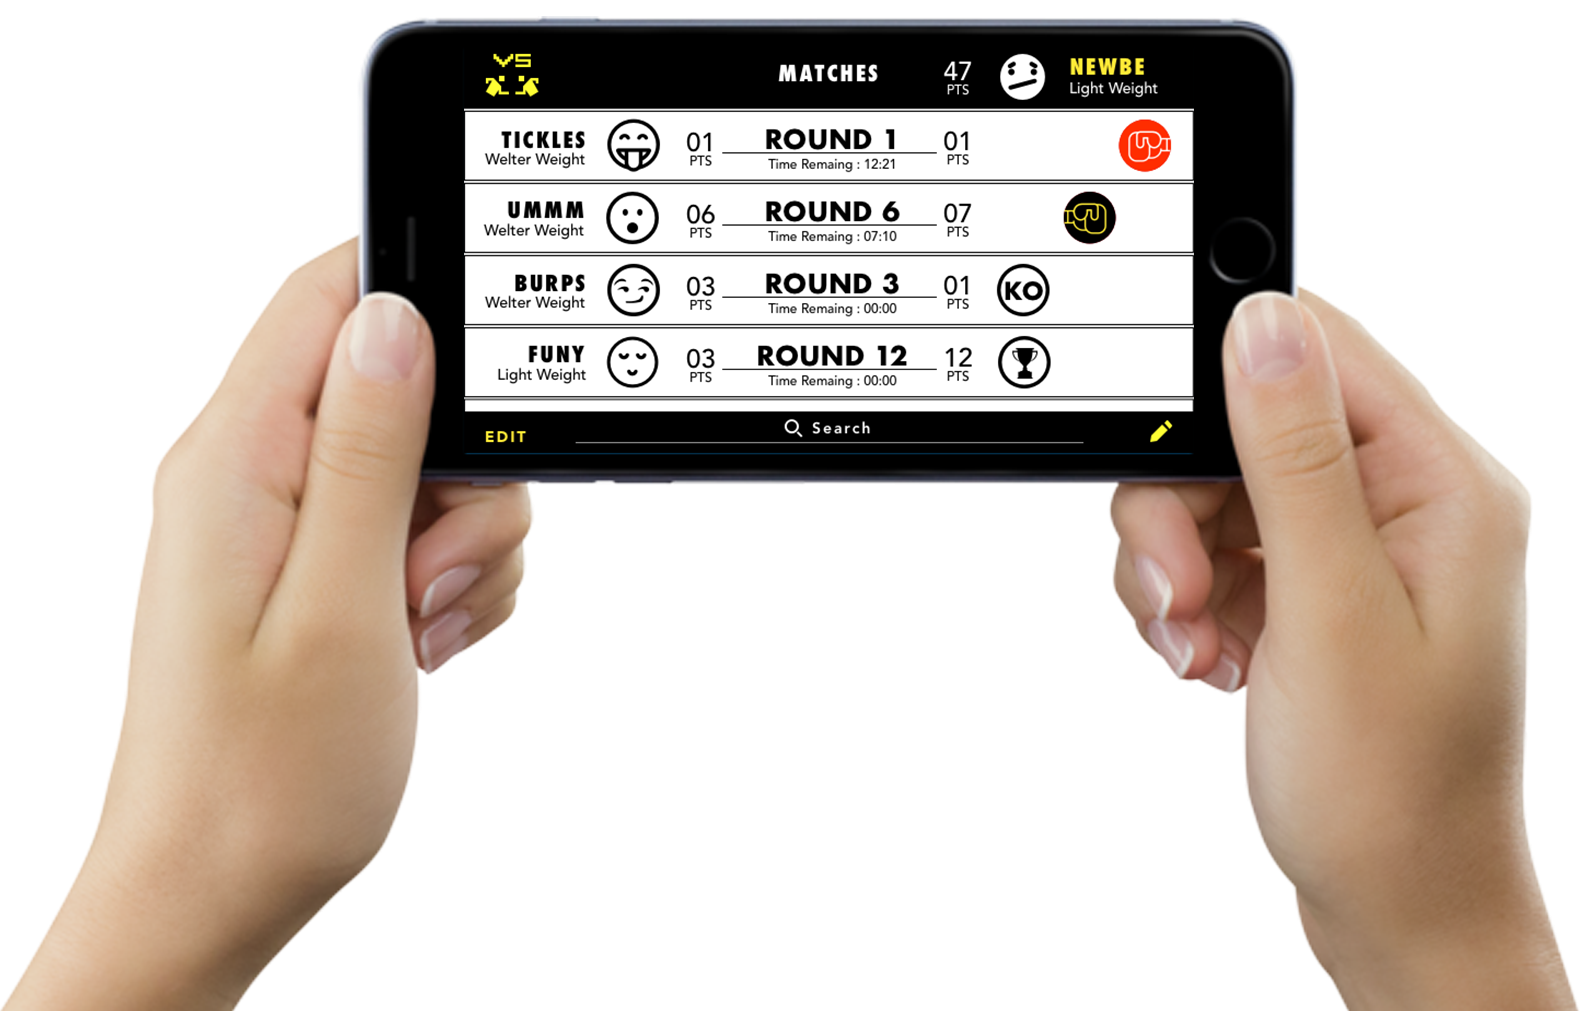 VS
MATCHES
47
PTS
NEWBE
Light Weight
TICKLES
Welter Weight
01
PTS
ROUND 1
Time Remaing : 12:21
01
PTS
UMMM
Welter Weight
06
PTS
ROUND 6
Time Remaing : 07:10
07
PTS
BURPS
Welter Weight
03
PTS
ROUND 3
Time Remaing : 00:00
01
PTS
KO
FUNY
Light Weight
03
PTS
ROUND 12
Time Remaing : 00:00
12
PTS
EDIT
Search